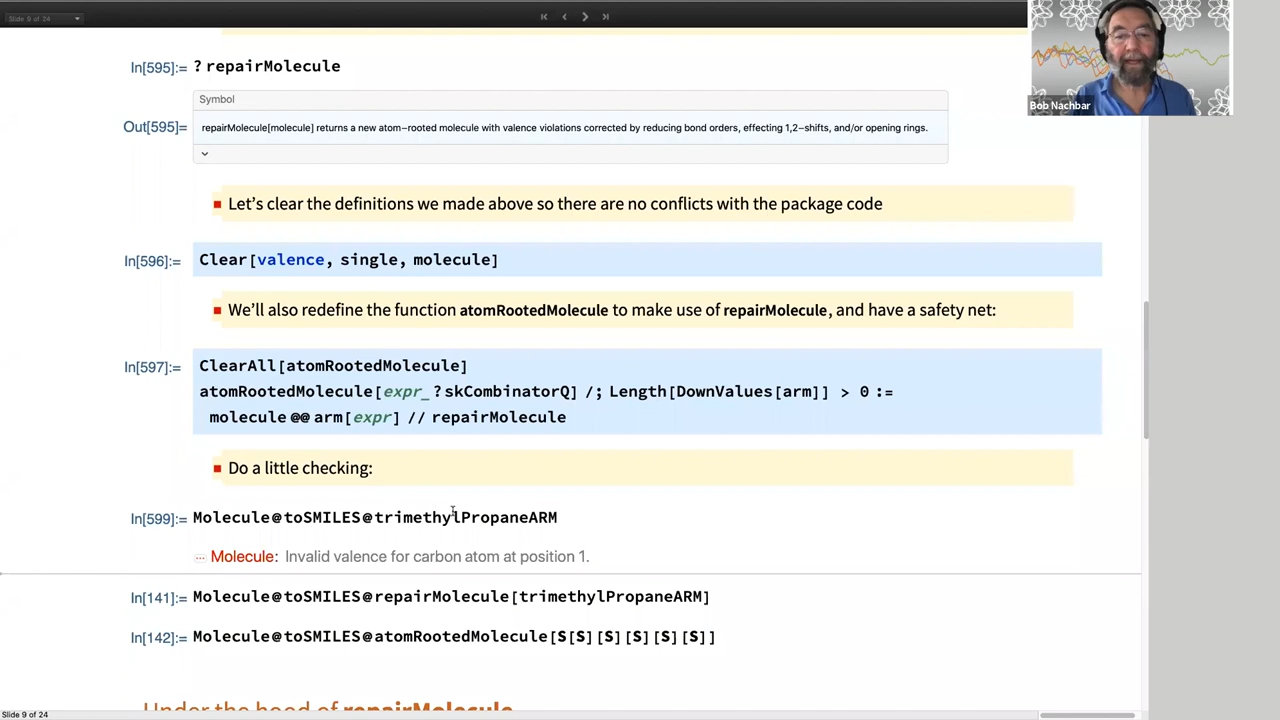 Slide 9 of 24
In[595]:= ? repairMolecule
Symbol
Out[595]= repairMolecule[molecule] returns a new atom-rooted molecule with valence violations corrected by reducing bond orders, effecting 1,2-shifts, and/or opening rings.
Bob Nachbar
Let's clear the definitions we made above so there are no conflicts with the package code
In[596]:= Clear[valence, single, molecule]
We'll also redefine the function atomRootedMolecule to make use of repairMolecule, and have a safety net:
In[597]:= ClearAll[atomRootedMolecule]
atomRootedMolecule[expr_?skCombinatorQ] /; Length[DownValues[arm]] > 0 :=
molecule @@ arm[expr] // repairMolecule
Do a little checking:
In[599]:= Molecule@toSMILES@trimethylPropaneARM
Molecule: Invalid valence for carbon atom at position 1.
In[141]:= Molecule@toSMILES@repairMolecule[trimethylPropaneARM]
In[142]:= Molecule@toSMILES@atomRootedMolecule[S[S][S][S][S][S]]
Under the hood of repairMolecule
Slide 9 of 24